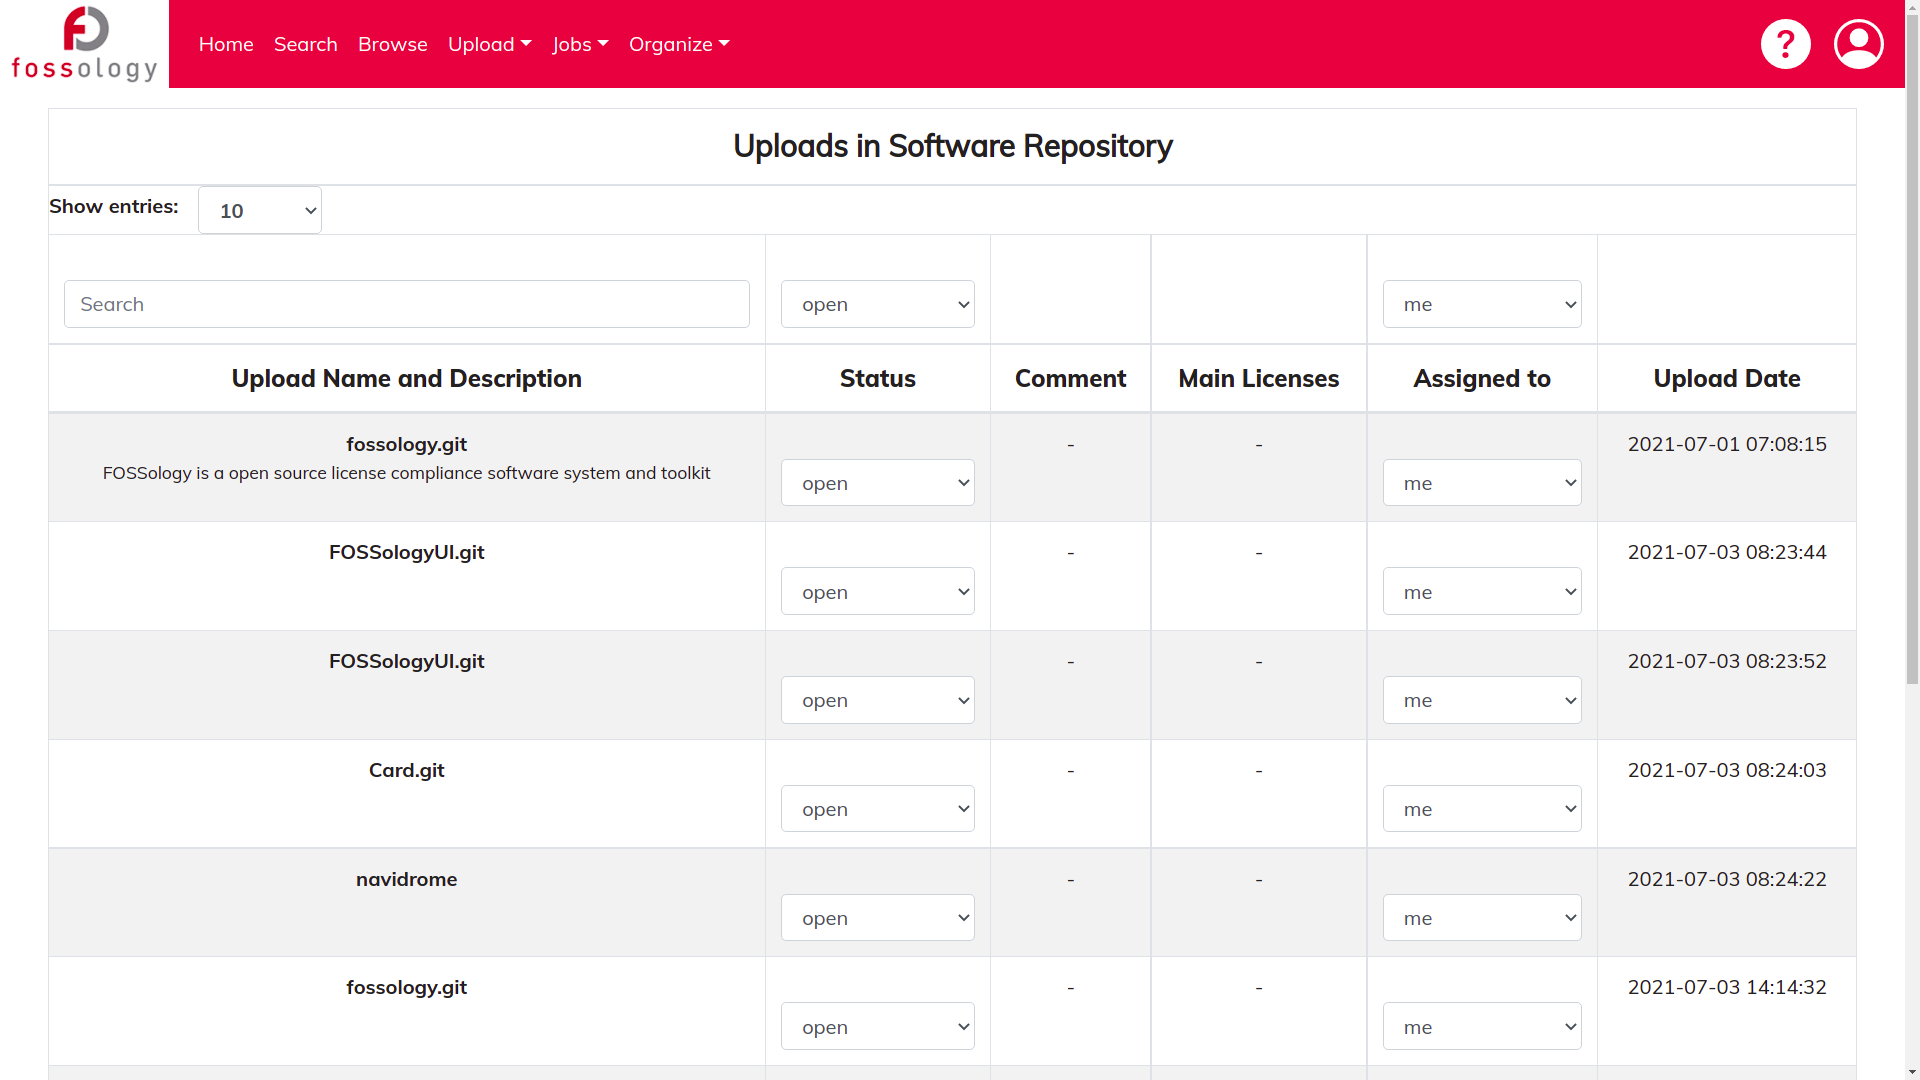 fossology
Home Search Browse Upload Jobs Organize
?
Uploads in Software Repository
Show entries: 10
Search open me
Upload Name and Description Status Comment Main Licenses Assigned to Upload Date
fossology.git - - 2021-07-01 07:08:15
FOSSology is a open source license compliance software system and toolkit
open me
FOSSologyUI.git - - 2021-07-03 08:23:44
open me
FOSSologyUI.git - - 2021-07-03 08:23:52
open me
Card.git - - 2021-07-03 08:24:03
open me
navidrome - - 2021-07-03 08:24:22
open me
fossology.git - - 2021-07-03 14:14:32
open me